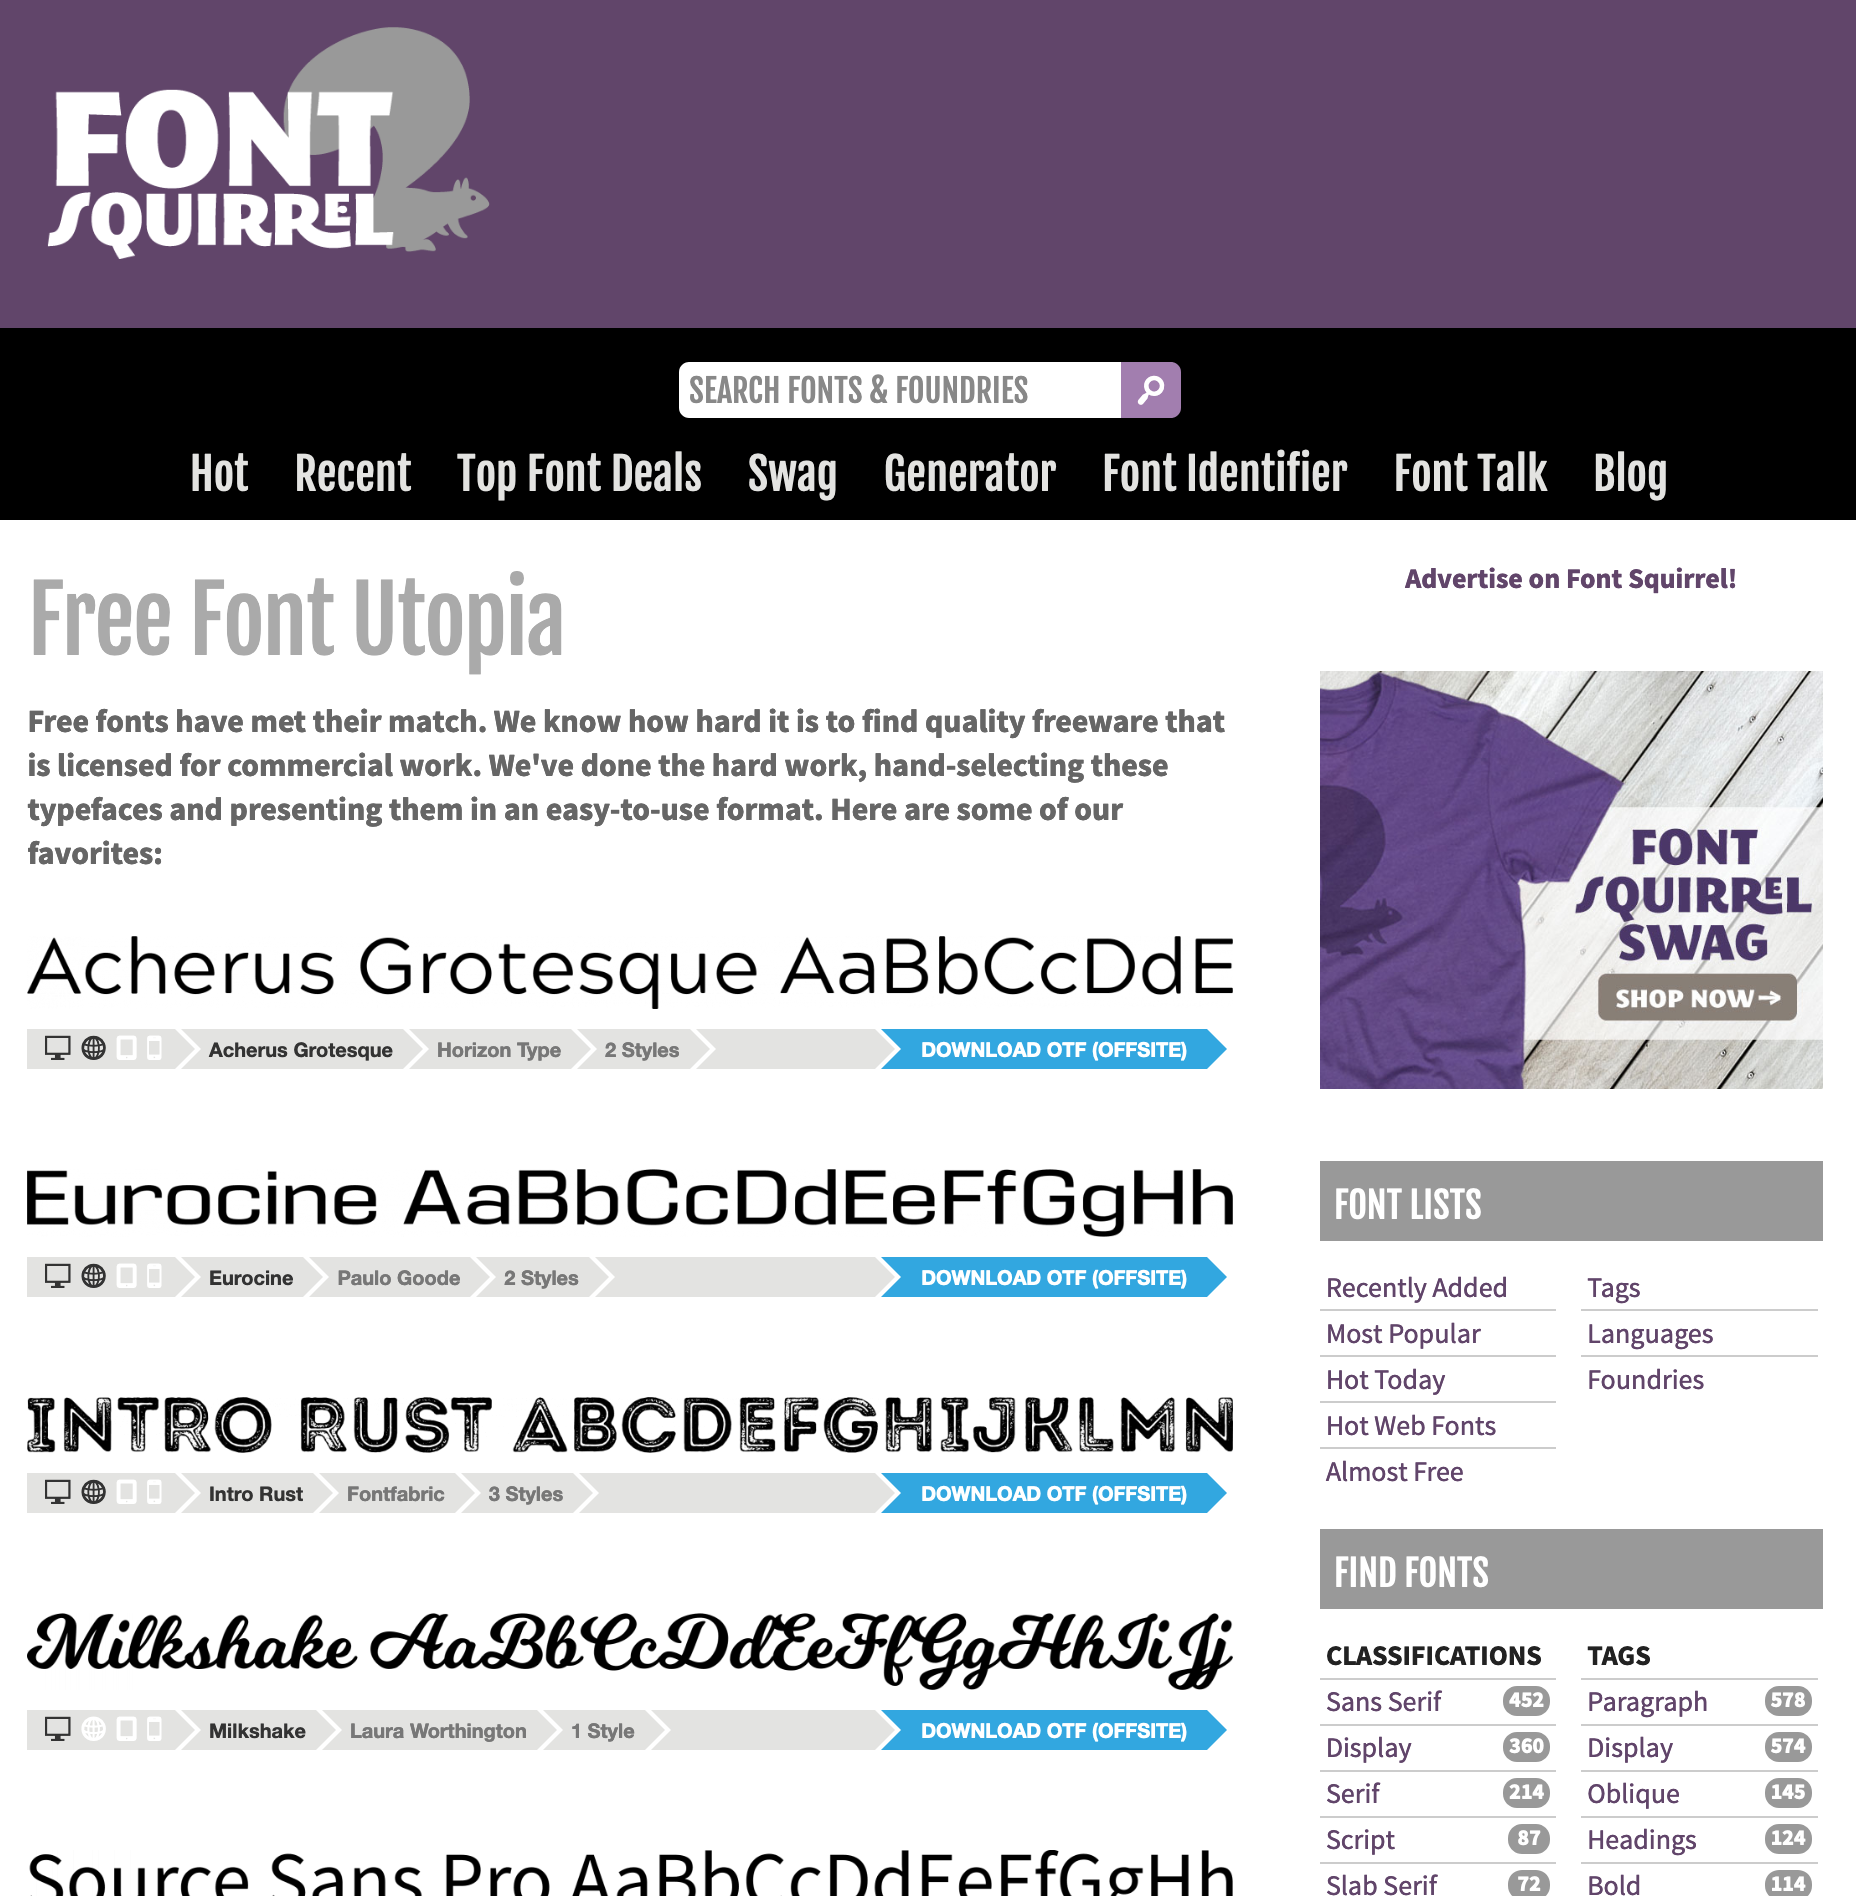 FONT
SQUIRREL
SEARCH FONTS & FOUNDRIES
Hot Recent Top Font Deals Swag Generator Font Identifier Font Talk Blog
Free Font Utopia
Free fonts have met their match. We know how hard it is to find quality freeware that
is licensed for commercial work. We've done the hard work, hand-selecting these
typefaces and presenting them in an easy-to-use format. Here are some of our
favorites:
Acherus Grotesque AaBbCcDdE
Acherus Grotesque Horizon Type 2 Styles DOWNLOAD OTF (OFFSITE)
Eurocine AaBbCcDdEeFfGgHh
Eurocine Paulo Goode 2 Styles DOWNLOAD OTF (OFFSITE)
INTRO RUST ABCDEFGHIJKLMN
Intro Rust Fontfabric 3 Styles DOWNLOAD OTF (OFFSITE)
Milkshake AaBbCcDdEeFfGgHhIiJj
Milkshake Laura Worthington 1 Style DOWNLOAD OTF (OFFSITE)
Source Sans Pro AaBbCcDdEeFfGgHh
Advertise on Font Squirrel!
FONT
SQUIRREL
SWAG
SHOP NOW→
FONT LISTS
Recently Added Tags
Most Popular Languages
Hot Today Foundries
Hot Web Fonts
Almost Free
FIND FONTS
CLASSIFICATIONS TAGS
Sans Serif 452 Paragraph 578
Display 360 Display 574
Serif 214 Oblique 145
Script 87 Headings 124
Slab Serif 72 Bold 114